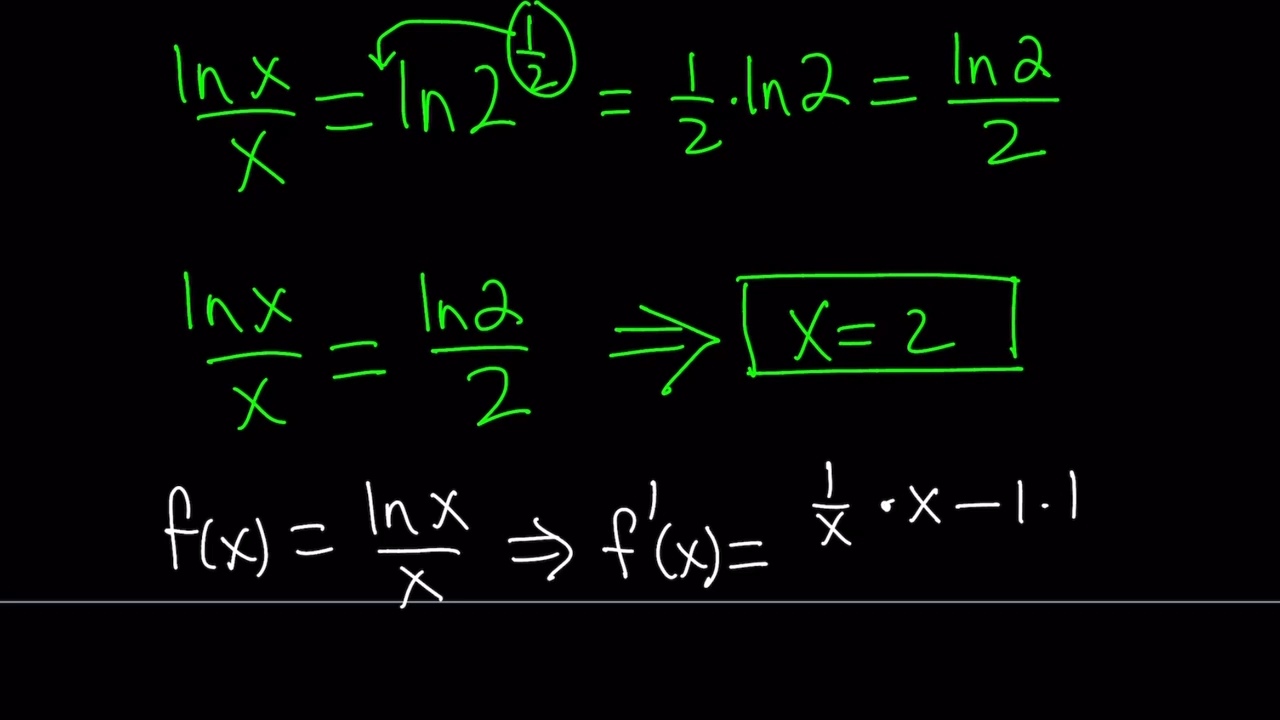 ln x / x = ln 2^(1/2) = 1/2 · ln 2 = ln 2 / 2
ln x / x = ln 2 / 2 ⇒ x = 2
f(x) = ln x / x ⇒ f'(x) = 1/x · x − 1 · 1